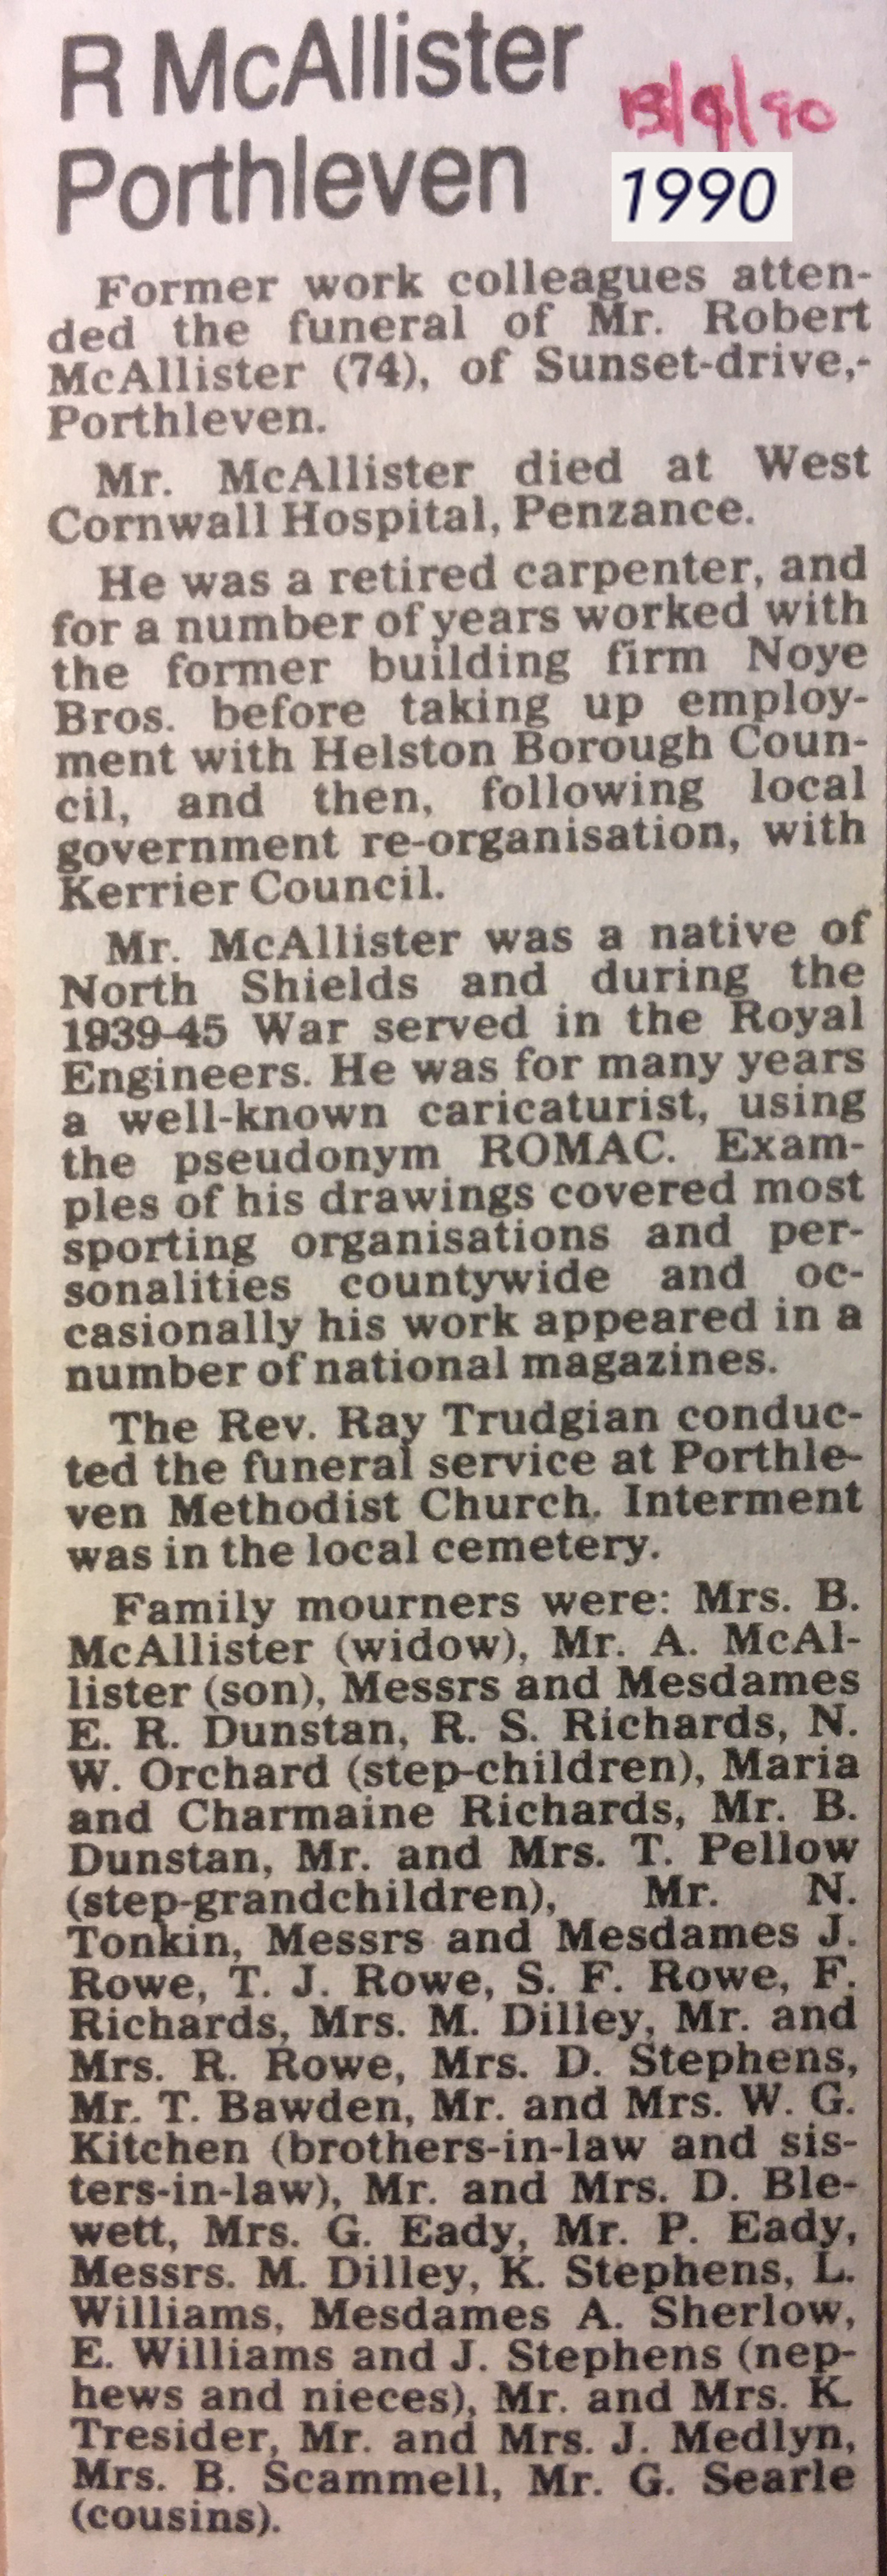 R McAllister
Porthleven
13/9/90
1990
Former work colleagues atten-
ded the funeral of Mr. Robert
McAllister (74), of Sunset-drive,-
Porthleven.
Mr. McAllister died at West
Cornwall Hospital, Penzance.
He was a retired carpenter, and
for a number of years worked with
the former building firm Noye
Bros. before taking up employ-
ment with Helston Borough Coun-
cil, and then, following local
government re-organisation, with
Kerrier Council.
Mr. McAllister was a native of
North Shields and during the
1939-45 War served in the Royal
Engineers. He was for many years
a well-known caricaturist, using
the pseudonym ROMAC. Exam-
ples of his drawings covered most
sporting organisations and per-
sonalities countywide and oc-
casionally his work appeared in a
number of national magazines.
The Rev. Ray Trudgian conduc-
ted the funeral service at Porthle-
ven Methodist Church. Interment
was in the local cemetery.
Family mourners were: Mrs. B.
McAllister (widow), Mr. A. McAl-
lister (son), Messrs and Mesdames
E. R. Dunstan, R. S. Richards, N.
W. Orchard (step-children), Maria
and Charmaine Richards, Mr. B.
Dunstan, Mr. and Mrs. T. Pellow
(step-grandchildren), Mr. N.
Tonkin, Messrs and Mesdames J.
Rowe, T. J. Rowe, S. F. Rowe, F.
Richards, Mrs. M. Dilley, Mr. and
Mrs. R. Rowe, Mrs. D. Stephens,
Mr. T. Bawden, Mr. and Mrs. W. G.
Kitchen (brothers-in-law and sis-
ters-in-law), Mr. and Mrs. D. Ble-
wett, Mrs. G. Eady, Mr. P. Eady,
Messrs. M. Dilley, K. Stephens, L.
Williams, Mesdames A. Sherlow,
E. Williams and J. Stephens (nep-
hews and nieces), Mr. and Mrs. K.
Tresider, Mr. and Mrs. J. Medlyn,
Mrs. B. Scammell, Mr. G. Searle
(cousins).